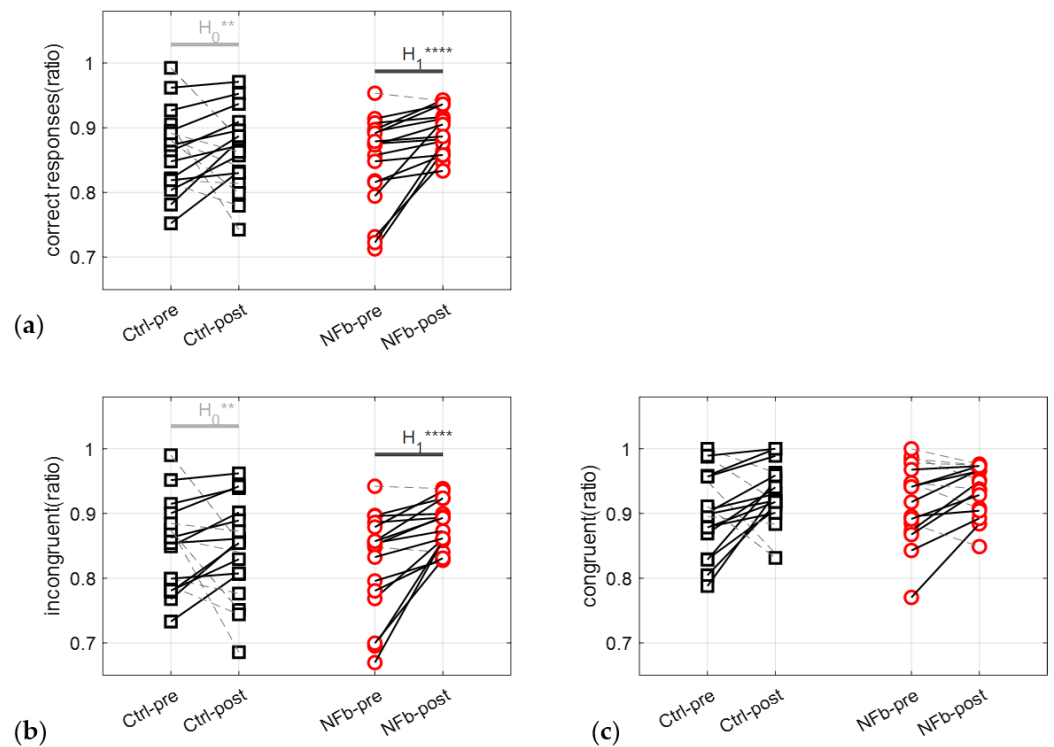 H0**
H1****
1
0.9
0.8
0.7
correct responses(ratio)
Ctrl-pre
Ctrl-post
NFb-pre
NFb-post
(a)
H0**
H1****
1
0.9
0.8
0.7
incongruent(ratio)
Ctrl-pre
Ctrl-post
NFb-pre
NFb-post
(b)
1
0.9
0.8
0.7
congruent(ratio)
Ctrl-pre
Ctrl-post
NFb-pre
NFb-post
(c)